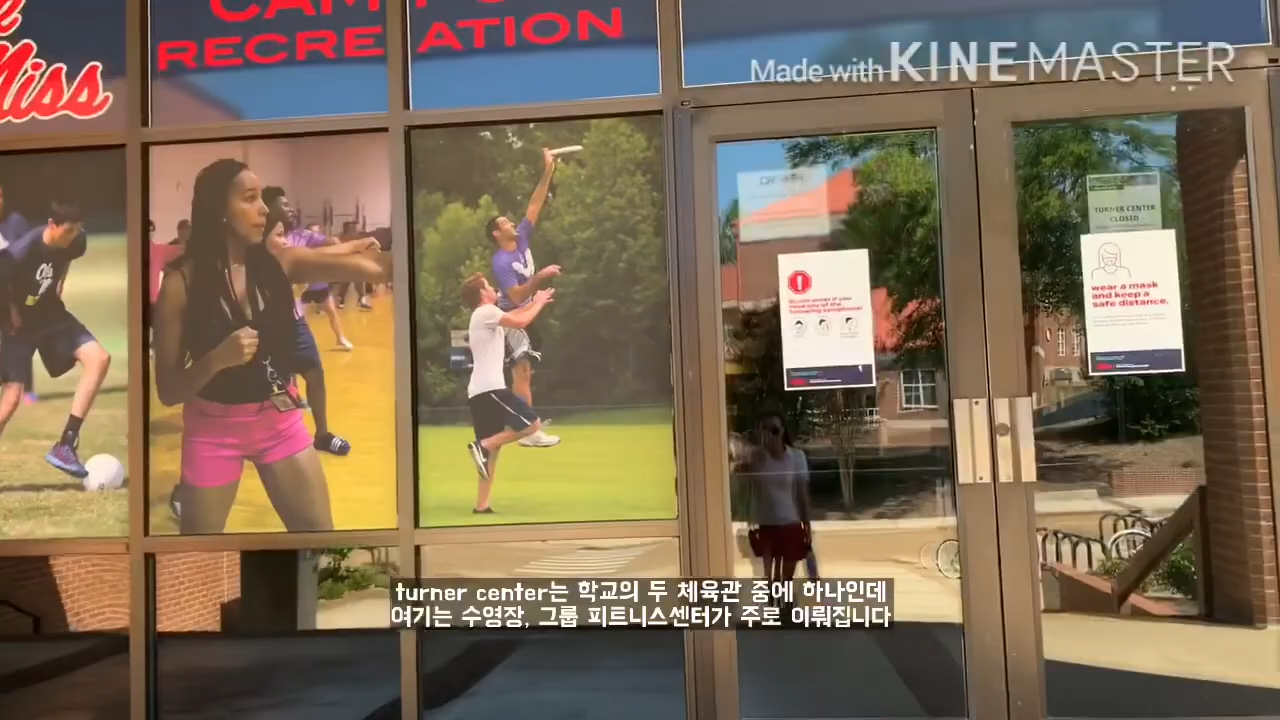 Miss
CAMPUS
RECREATION
Made with KINEMASTER
TURNER CENTER
CLOSED
wear a mask
and keep a
safe distance.
turner center는 학교의 두 체육관 중에 하나인데
여기는 수영장, 그룹 피트니스센터가 주로 이뤄집니다